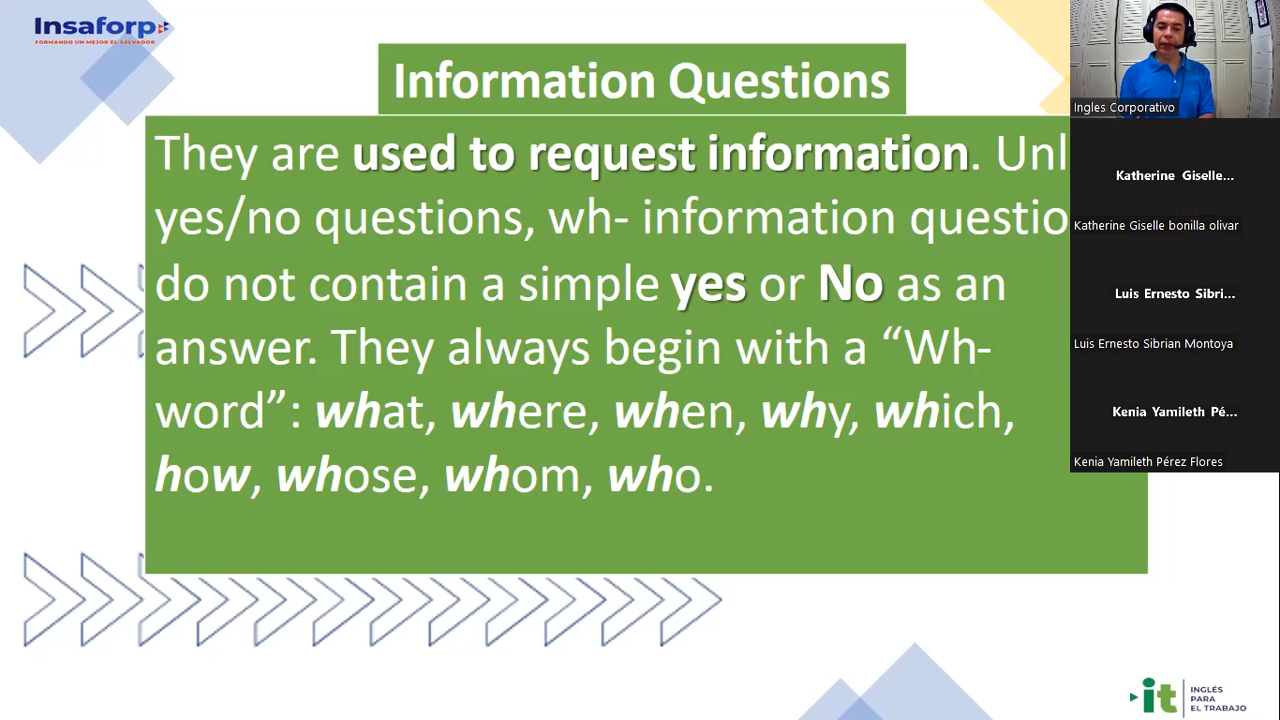 Insaforp
FORMANDO UN MEJOR EL SALVADOR
Information Questions
They are used to request information. Unl
yes/no questions, wh- information questio
do not contain a simple yes or No as an
answer. They always begin with a “Wh-
word”: what, where, when, why, which,
how, whose, whom, who.
Ingles Corporativo
Katherine Giselle...
Katherine Giselle bonilla olivar
Luis Ernesto Sibri...
Luis Ernesto Sibrian Montoya
Kenia Yamileth Pé...
Kenia Yamileth Pérez Flores
it
INGLÉS
PARA
EL TRABAJO